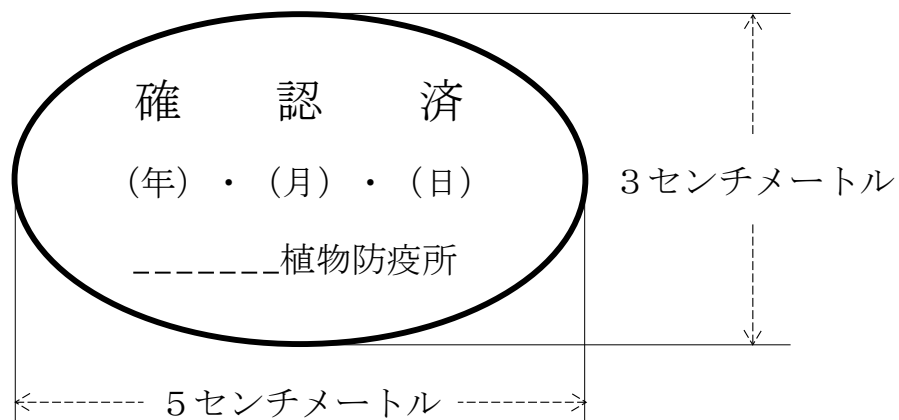 確　認　済
（年）・（月）・（日）
_______植物防疫所
３センチメートル
５センチメートル